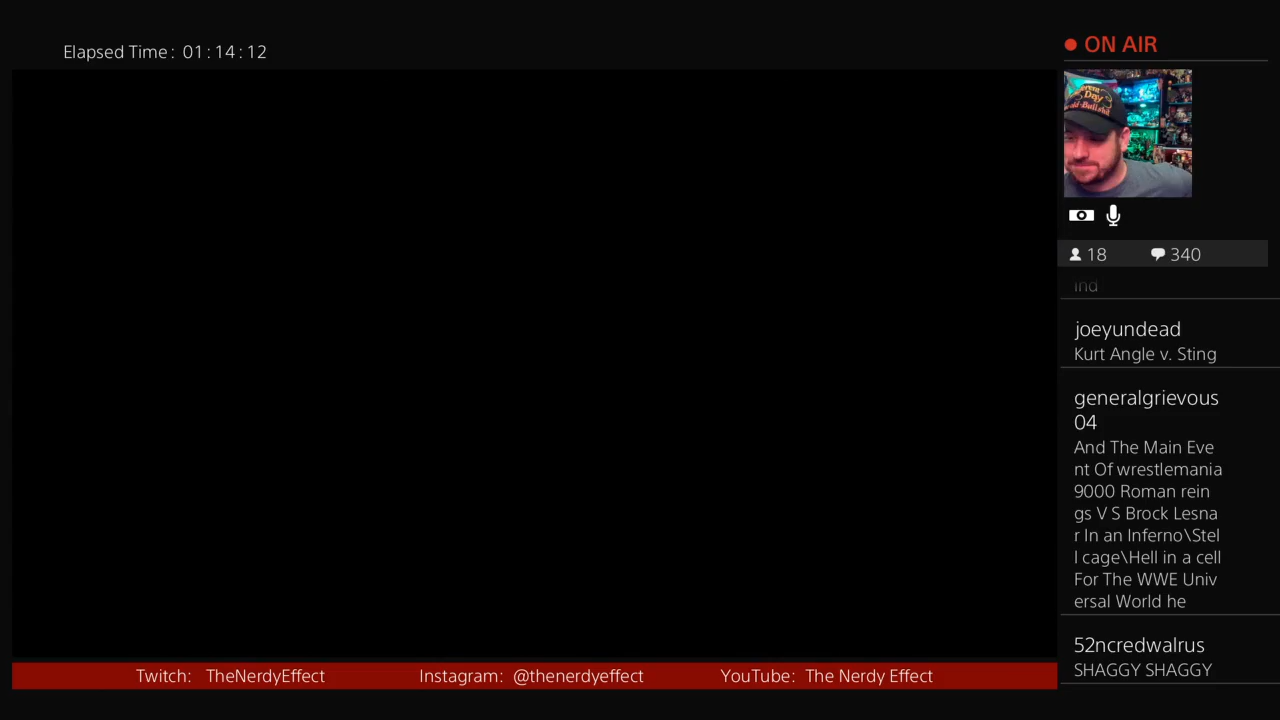 Elapsed Time: 01:14:12
ON AIR
Day
18 340
ind
joeyundead
Kurt Angle v. Sting
generalgrievous
04
And The Main Eve
nt Of wrestlemania
9000 Roman rein
gs V S Brock Lesna
r In an Inferno\Stel
l cage\Hell in a cell
For The WWE Univ
ersal World he
52ncredwalrus
SHAGGY SHAGGY
Twitch: TheNerdyEffect Instagram: @thenerdyeffect YouTube: The Nerdy Effect